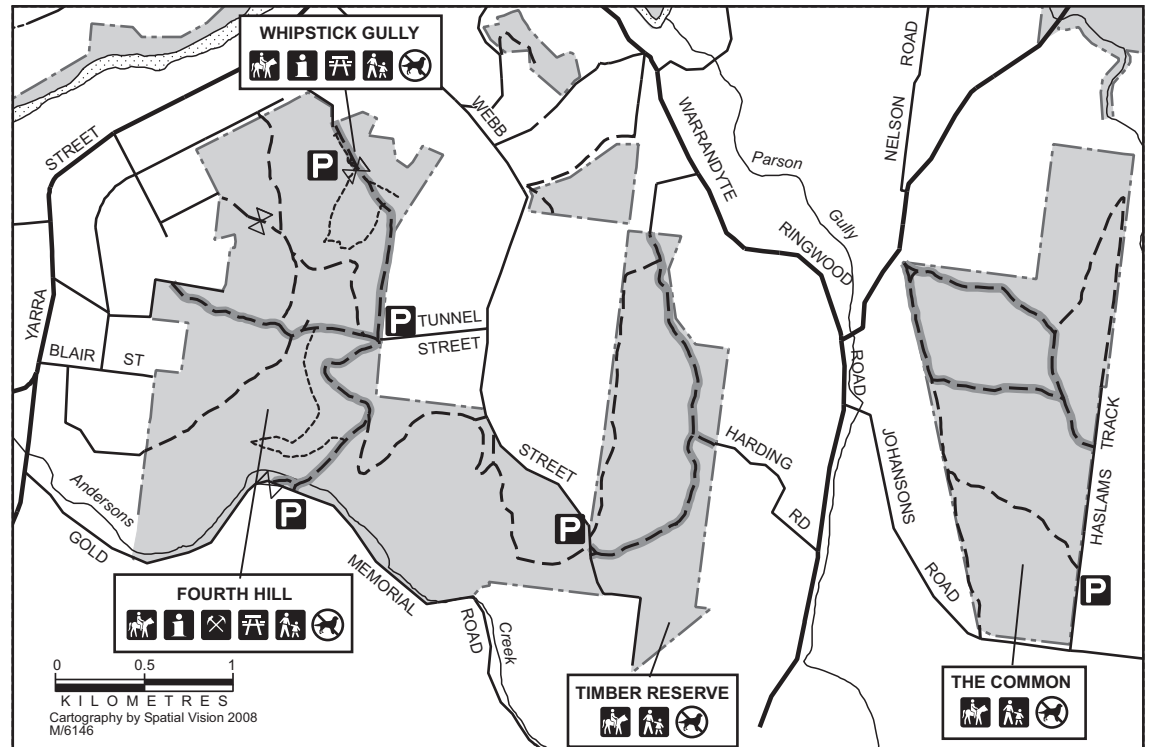 WHIPSTICK GULLY
STREET
WEBB
WARRANDYTE
Parson
Gully
NELSON
ROAD
P
RINGWOOD
YARRA
P
TUNNEL
STREET
BLAIR
ST
ROAD
STREET
HARDING
RD
JOHANSONS
ROAD
HASLAMS
TRACK
Andersons
GOLD
P
P
MEMORIAL
ROAD
Creek
P
FOURTH HILL
i
i
TIMBER RESERVE
THE COMMON
0 0.5 1
KILOMETRES
Cartography by Spatial Vision 2008
M/6146